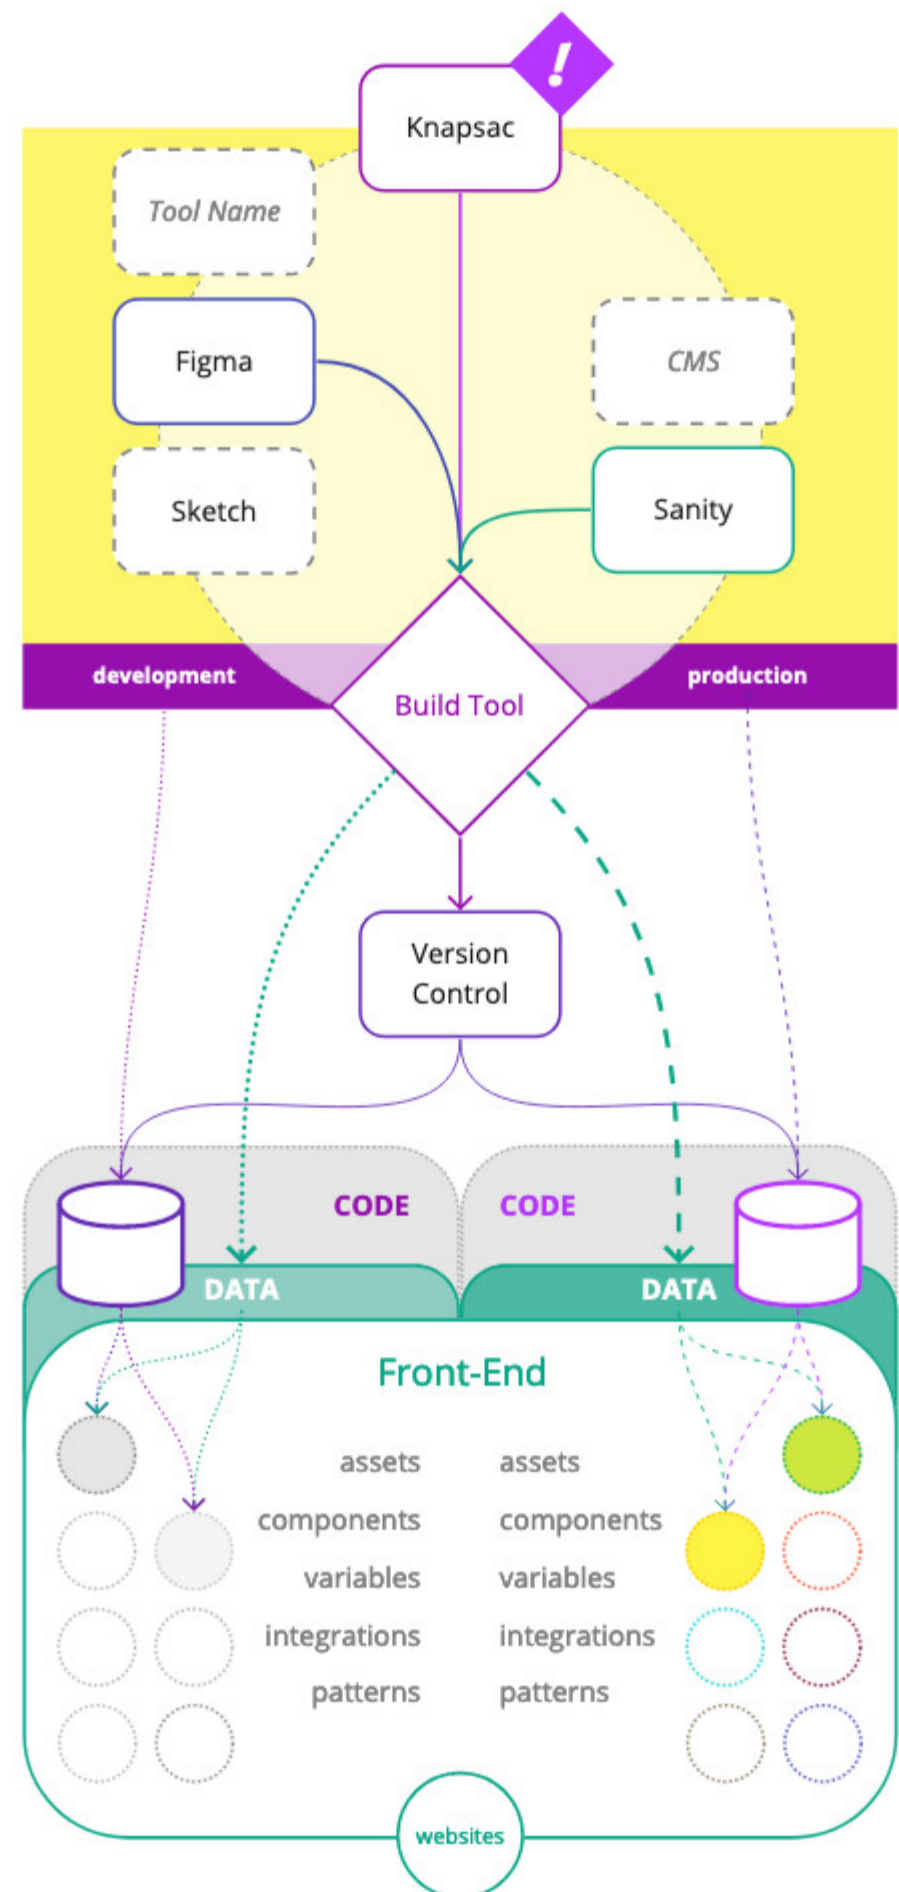 !
Knapsac
Tool Name
Figma
CMS
Sketch
Sanity
development
production
Build Tool
Version
Control
CODE
CODE
DATA
DATA
Front-End
assets
assets
components
components
variables
variables
integrations
integrations
patterns
patterns
websites